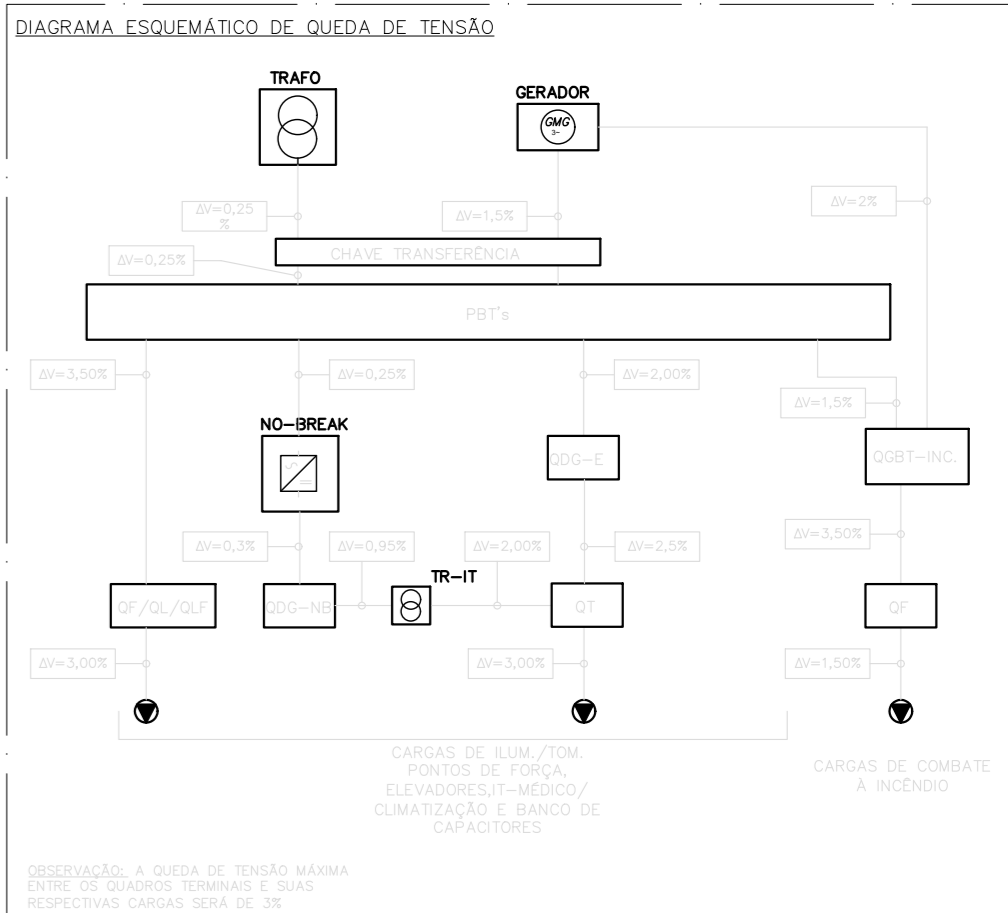 DIAGRAMA ESQUEMÁTICO DE QUEDA DE TENSÃO
TRAFO
GERADOR
GMG
3~
ΔV=0,25
%
ΔV=1,5%
ΔV=2%
CHAVE TRANSFERÊNCIA
ΔV=0,25%
PBT's
ΔV=3,50%
ΔV=0,25%
ΔV=2,00%
ΔV=1,5%
NO-BREAK
QDG-E
QGBT-INC.
ΔV=0,3%
ΔV=0,95%
ΔV=2,00%
ΔV=2,5%
ΔV=3,50%
TR-IT
QF/QL/QLF
QDG-NB
QT
QF
ΔV=3,00%
ΔV=3,00%
ΔV=1,50%
CARGAS DE ILUM./TOM.
PONTOS DE FORÇA,
ELEVADORES,IT-MÉDICO/
CLIMATIZAÇÃO E BANCO DE
CAPACITORES
CARGAS DE COMBATE
À INCÊNDIO
OBSERVAÇÃO: A QUEDA DE TENSÃO MÁXIMA
ENTRE OS QUADROS TERMINAIS E SUAS
RESPECTIVAS CARGAS SERÁ DE 3%